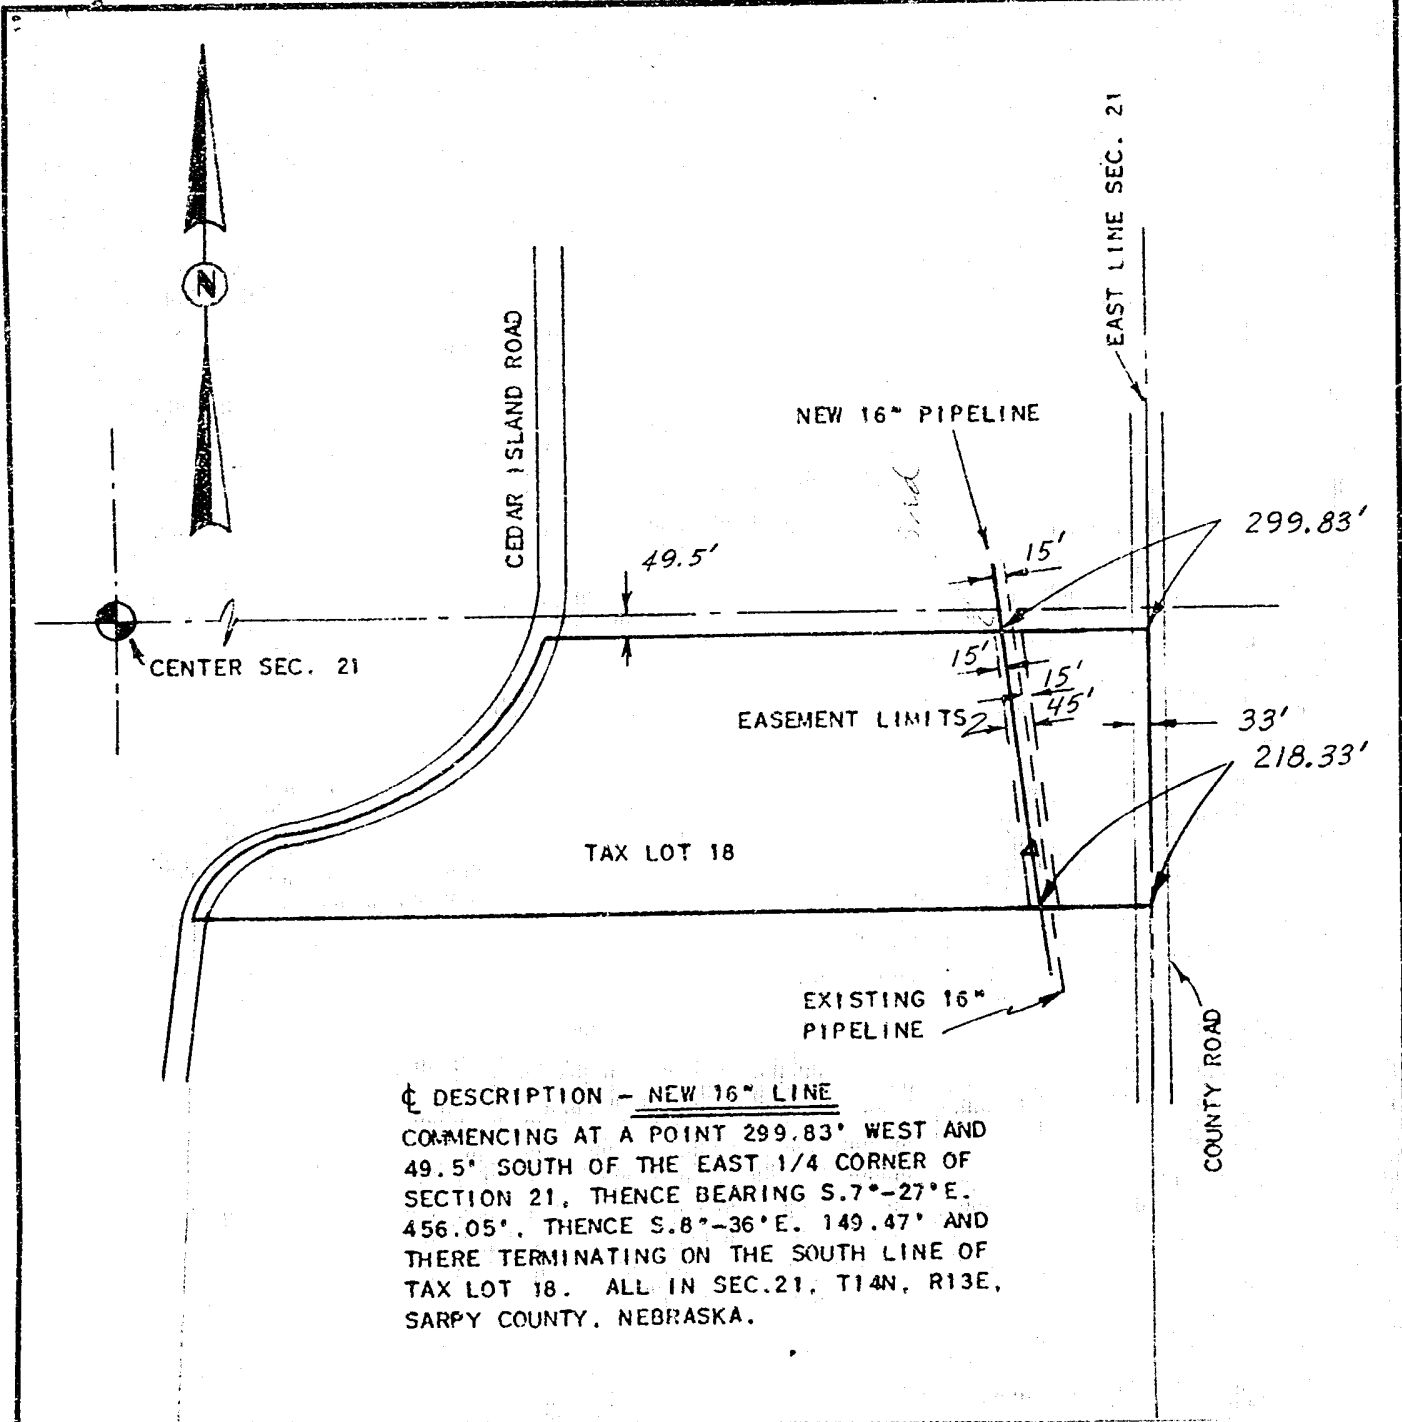 N
EAST LINE SEC. 21
CEDAR ISLAND ROAD
NEW 16" PIPELINE
299.83'
15'
49.5'
CENTER SEC. 21
15'
15'
45'
EASEMENT LIMITS
33'
218.33'
TAX LOT 18
EXISTING 16"
PIPELINE
COUNTY ROAD
℄ DESCRIPTION - NEW 16" LINE
COMMENCING AT A POINT 299.83' WEST AND
49.5' SOUTH OF THE EAST 1/4 CORNER OF
SECTION 21, THENCE BEARING S.7°-27'E.
456.05', THENCE S.8°-36'E. 149.47' AND
THERE TERMINATING ON THE SOUTH LINE OF
TAX LOT 18. ALL IN SEC.21, T14N, R13E,
SARPY COUNTY, NEBRASKA.